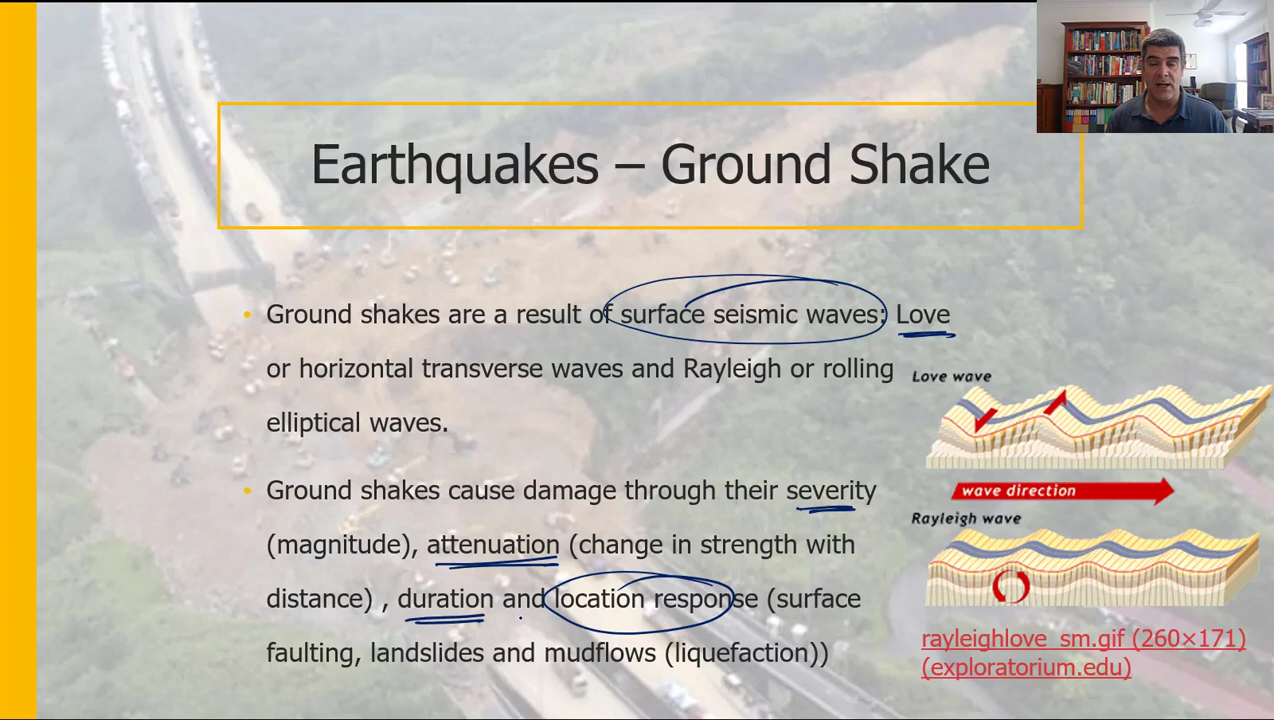 Earthquakes – Ground Shake
• Ground shakes are a result of surface seismic waves: Love
or horizontal transverse waves and Rayleigh or rolling
elliptical waves.
• Ground shakes cause damage through their severity
(magnitude), attenuation (change in strength with
distance) , duration and location response (surface
faulting, landslides and mudflows (liquefaction))
Love wave
wave direction
Rayleigh wave
rayleighlove_sm.gif (260×171)
(exploratorium.edu)